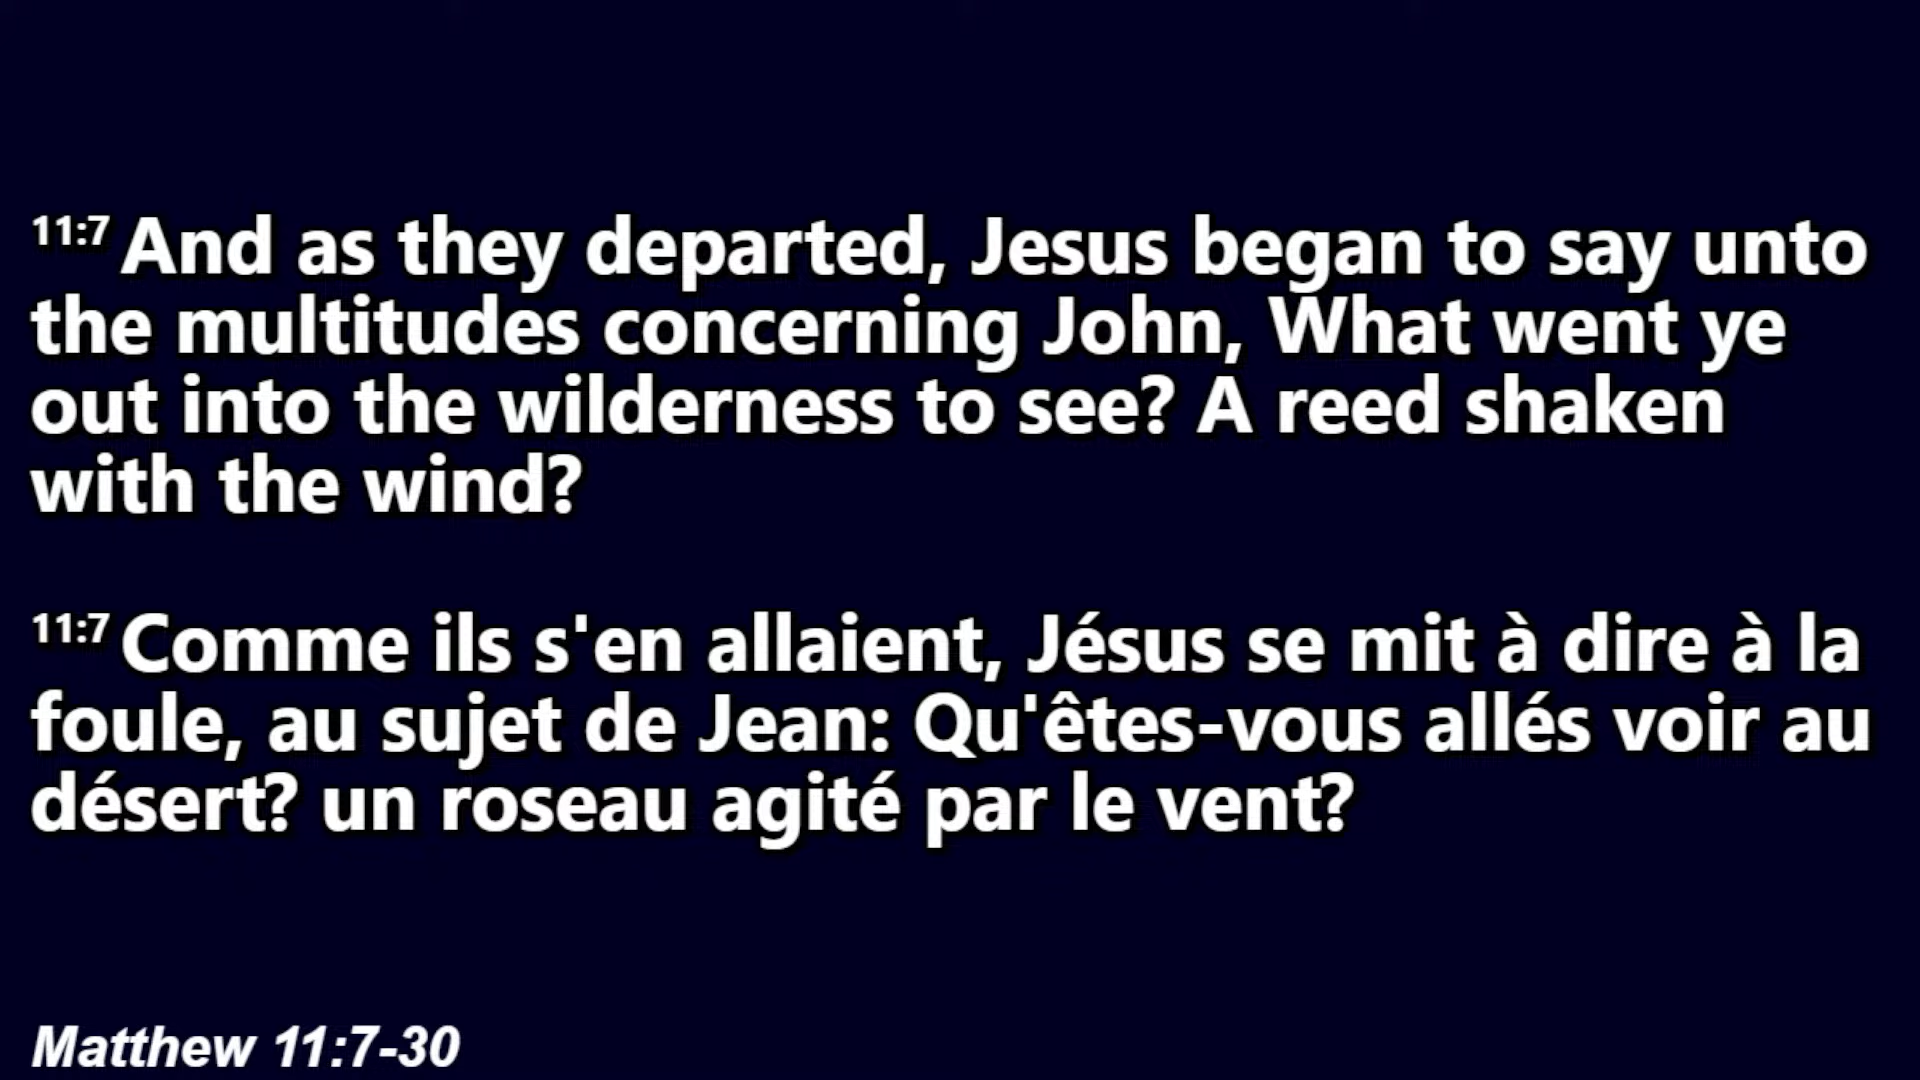 11:7 And as they departed, Jesus began to say unto
the multitudes concerning John, What went ye
out into the wilderness to see? A reed shaken
with the wind?
11:7 Comme ils s'en allaient, Jésus se mit à dire à la
foule, au sujet de Jean: Qu'êtes-vous allés voir au
désert? un roseau agité par le vent?
Matthew 11:7-30